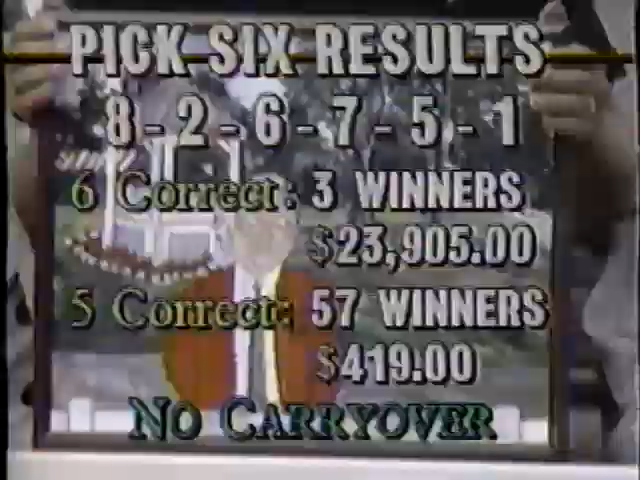 PICK SIX RESULTS
8-2-6-7-5-1
6 Correct: 3 WINNERS
$23,905.00
5 Correct: 57 WINNERS
$419.00
NO CARRYOVER